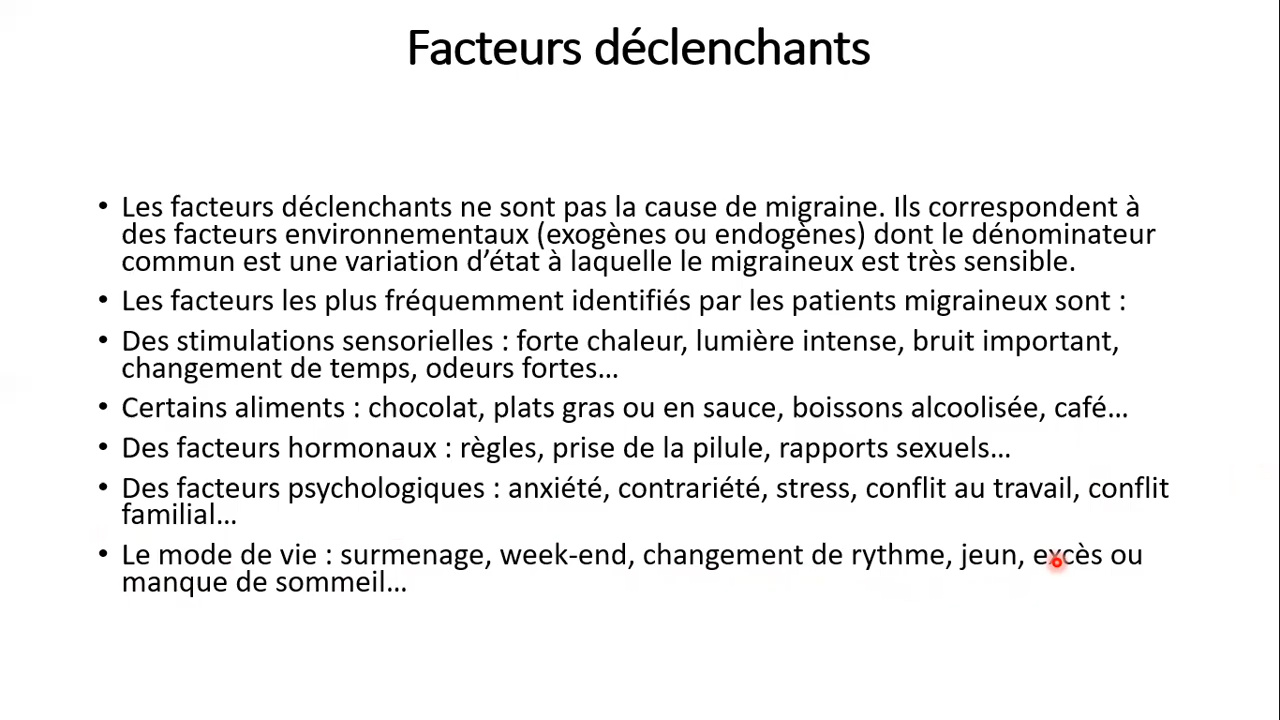 Facteurs déclenchants
• Les facteurs déclenchants ne sont pas la cause de migraine. Ils correspondent à
des facteurs environnementaux (exogènes ou endogènes) dont le dénominateur
commun est une variation d’état à laquelle le migraineux est très sensible.
• Les facteurs les plus fréquemment identifiés par les patients migraineux sont :
• Des stimulations sensorielles : forte chaleur, lumière intense, bruit important,
changement de temps, odeurs fortes…
• Certains aliments : chocolat, plats gras ou en sauce, boissons alcoolisée, café…
• Des facteurs hormonaux : règles, prise de la pilule, rapports sexuels…
• Des facteurs psychologiques : anxiété, contrariété, stress, conflit au travail, conflit
familial…
• Le mode de vie : surmenage, week-end, changement de rythme, jeun, excès ou
manque de sommeil…